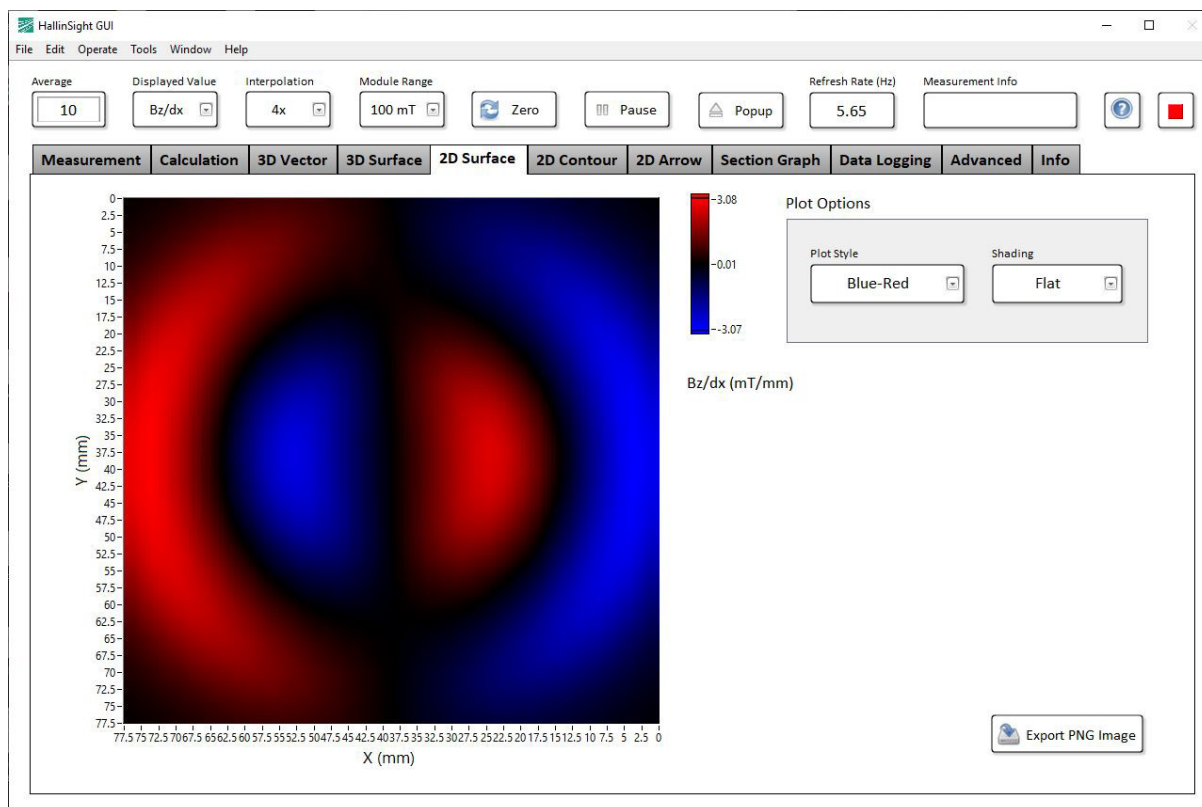 HallinSight GUI
File Edit Operate Tools Window Help
Average Displayed Value Interpolation Module Range Refresh Rate (Hz) Measurement Info
10 Bz/dx 4x 100 mT Zero Pause Popup 5.65
Measurement Calculation 3D Vector 3D Surface 2D Surface 2D Contour 2D Arrow Section Graph Data Logging Advanced Info
0
2.5
5
7.5
10
12.5
15
17.5
20
22.5
25
27.5
30
32.5
35
37.5
40
42.5
45
47.5
50
52.5
55
57.5
60
62.5
65
67.5
70
72.5
75
77.5
Y (mm)
77.5 75 72.5 70 67.5 65 62.5 60 57.5 55 52.5 50 47.5 45 42.5 40 37.5 35 32.5 30 27.5 25 22.5 20 17.5 15 12.5 10 7.5 5 2.5 0
X (mm)
3.08
0.01
-3.07
Bz/dx (mT/mm)
Plot Options
Plot Style Shading
Blue-Red Flat
Export PNG Image